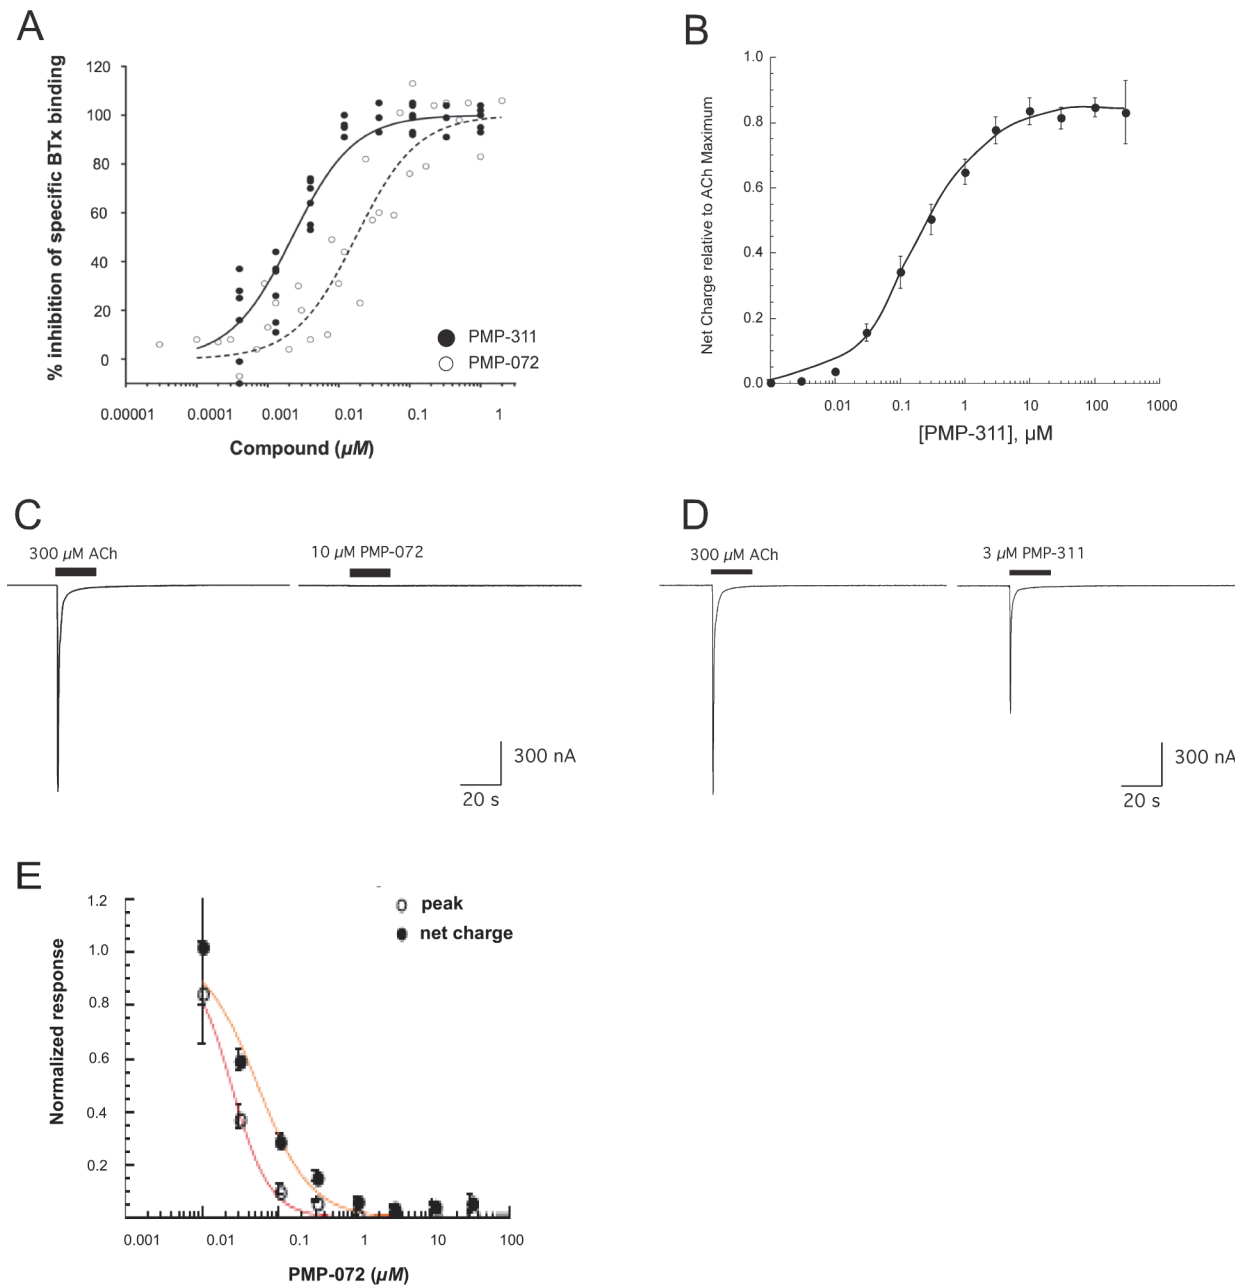 A
% inhibition of specific BTx binding
120
100
80
60
40
20
0
PMP-311
PMP-072
0.00001 0.0001 0.001 0.01 0.1 1
Compound (µM)
B
Net Charge relative to ACh Maximum
1.0
0.8
0.6
0.4
0.2
0.0
0.01 0.1 1 10 100 1000
[PMP-311], µM
C
300 µM ACh 10 µM PMP-072
300 nA
20 s
D
300 µM ACh 3 µM PMP-311
300 nA
20 s
E
Normalized response
1.2
1.0
0.8
0.6
0.4
0.2
peak
net charge
0.001 0.01 0.1 1 10 100
PMP-072 (µM)